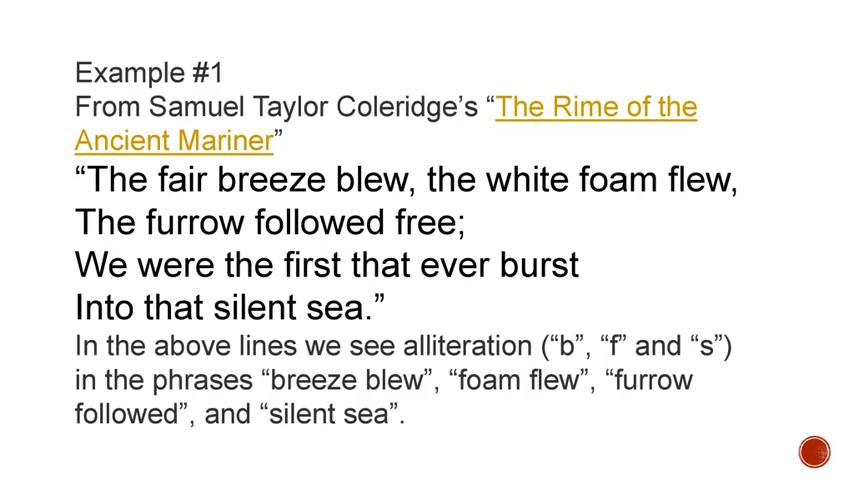 Example #1
From Samuel Taylor Coleridge’s “The Rime of the
Ancient Mariner”
“The fair breeze blew, the white foam flew,
The furrow followed free;
We were the first that ever burst
Into that silent sea.”
In the above lines we see alliteration (“b”, “f” and “s”)
in the phrases “breeze blew”, “foam flew”, “furrow
followed”, and “silent sea”.